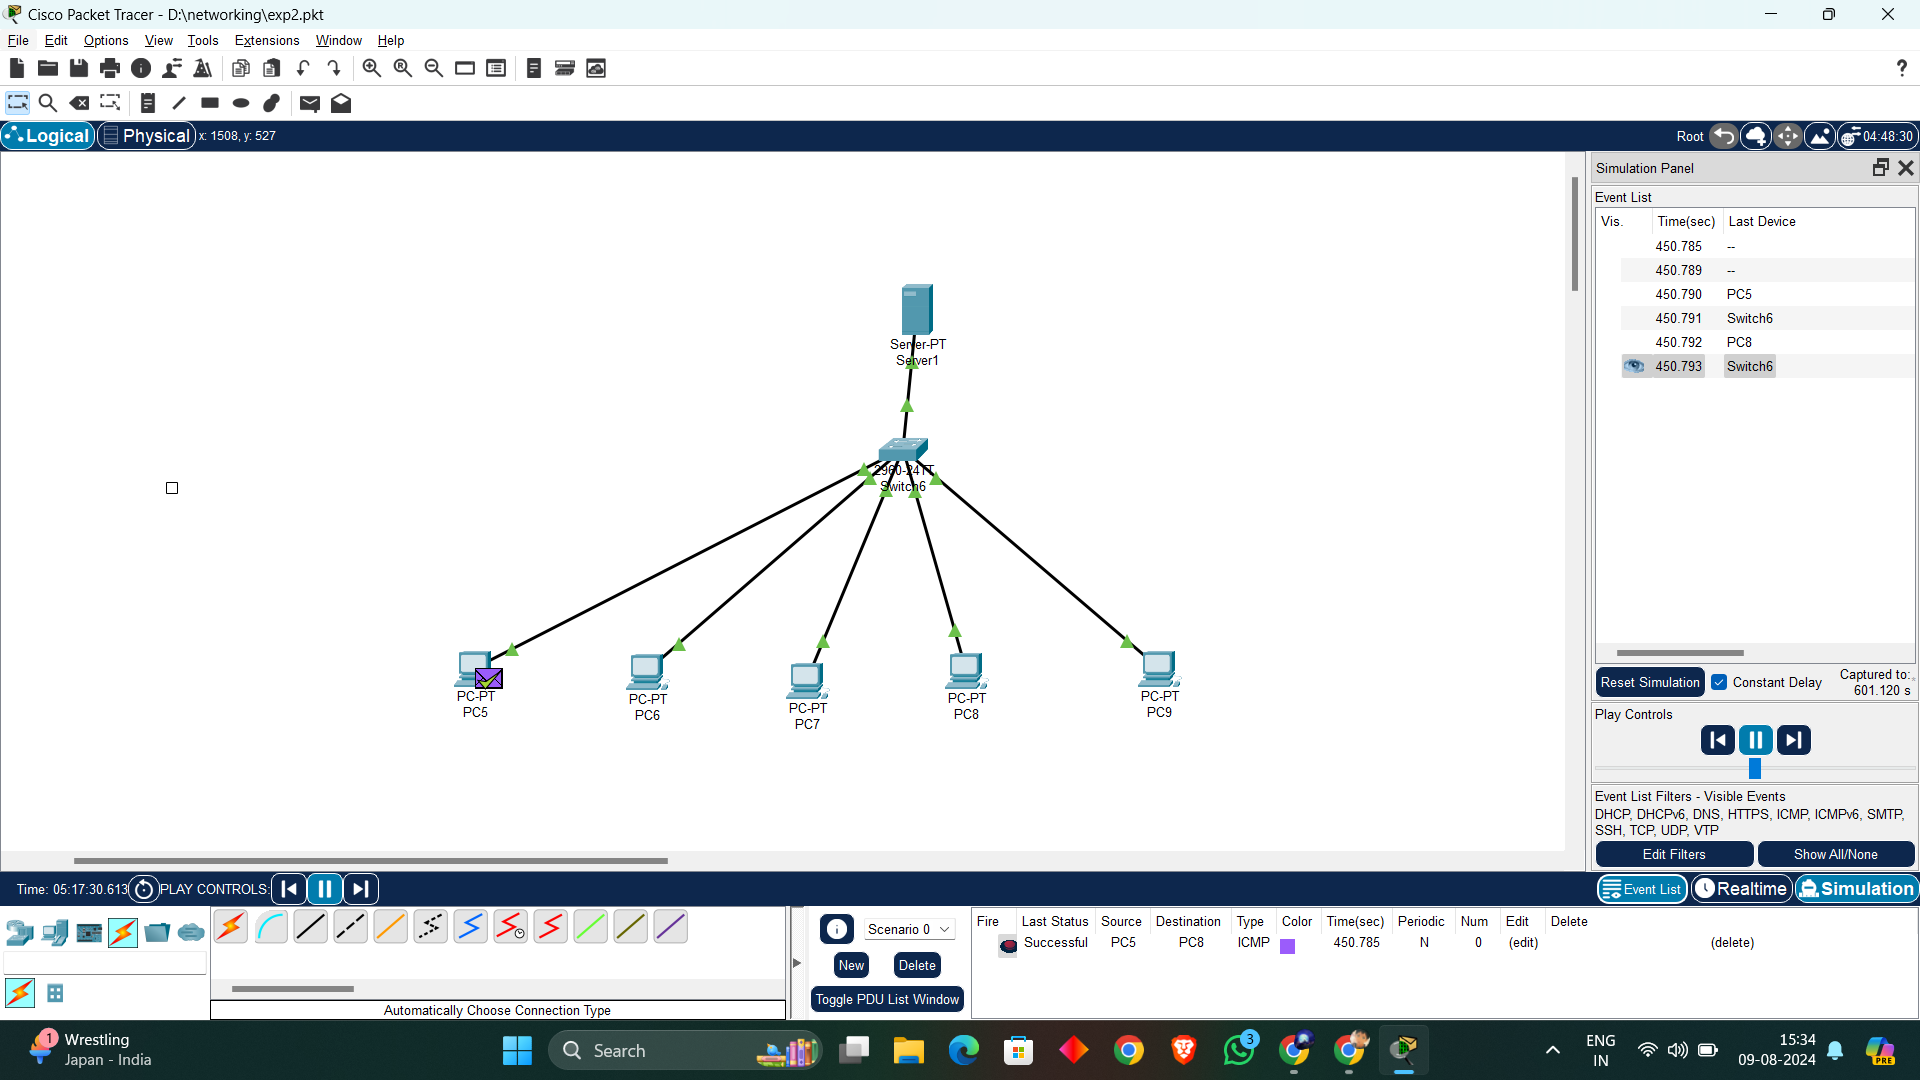 Cisco Packet Tracer - D:\networking\exp2.pkt
File Edit Options View Tools Extensions Window Help
?
Logical Physical x: 1508, y: 527 Root 04:48:30
Simulation Panel
Event List
Vis. Time(sec) Last Device
450.785 --
450.789 --
450.790 PC5
450.791 Switch6
450.792 PC8
450.793 Switch6
Server-PT
Server1
2960-24TT
Switch6
PC-PT
PC5
PC-PT
PC6
PC-PT
PC7
PC-PT
PC8
PC-PT
PC9
Reset Simulation Constant Delay Captured to:
601.120 s
Play Controls
Event List Filters - Visible Events
DHCP, DHCPv6, DNS, HTTPS, ICMP, ICMPv6, SMTP,
SSH, TCP, UDP, VTP
Edit Filters Show All/None
Time: 05:17:30.613 PLAY CONTROLS: Event List Realtime Simulation
Automatically Choose Connection Type
Scenario 0
New Delete
Toggle PDU List Window
Fire Last Status Source Destination Type Color Time(sec) Periodic Num Edit Delete
Successful PC5 PC8 ICMP 450.785 N 0 (edit) (delete)
1
Wrestling
Japan - India
Search
3
ENG
IN
15:34
09-08-2024
PRE